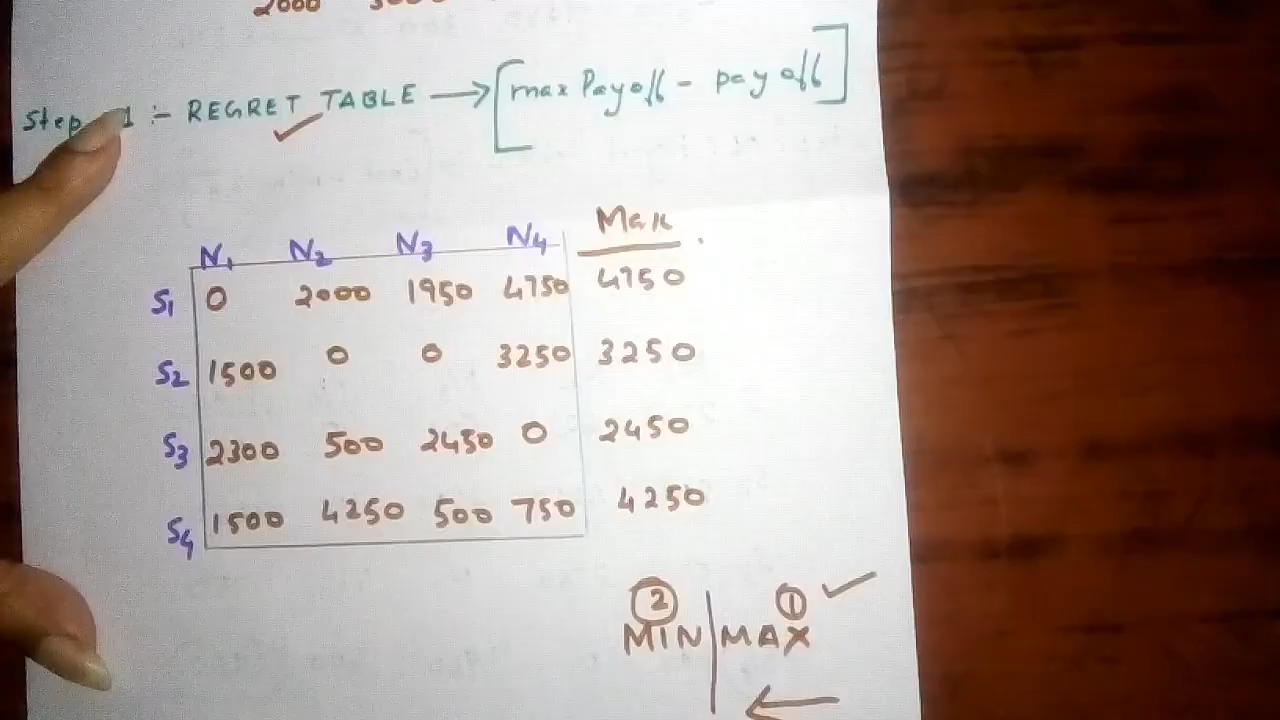 2000
Step 1 :- REGRET TABLE → [max Payoff - pay off]
N1 N2 N3 N4 Max
S1 0 2000 1950 4750 4750
S2 1500 0 0 3250 3250
S3 2300 500 2450 0 2450
S4 1500 4250 500 750 4250
2 1
MIN MAX